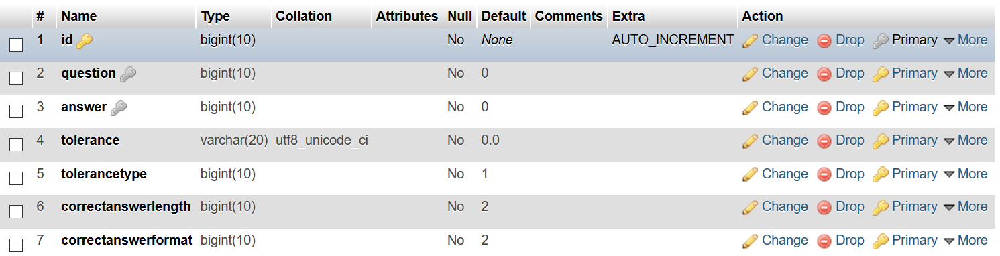 # Name Type Collation Attributes Null Default Comments Extra Action
1 id bigint(10) No None AUTO_INCREMENT Change Drop Primary More
2 question bigint(10) No 0 Change Drop Primary More
3 answer bigint(10) No 0 Change Drop Primary More
4 tolerance varchar(20) utf8_unicode_ci No 0.0 Change Drop Primary More
5 tolerancetype bigint(10) No 1 Change Drop Primary More
6 correctanswerlength bigint(10) No 2 Change Drop Primary More
7 correctanswerformat bigint(10) No 2 Change Drop Primary More